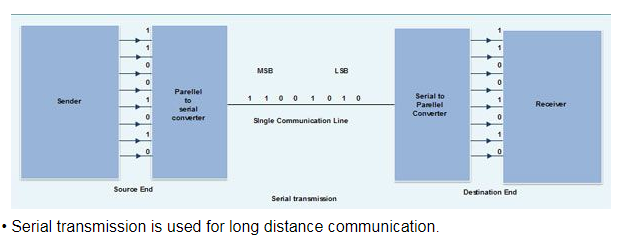 1
1
0
0
1
0
1
0
Sender
Parellel
to
serial
converter
MSB LSB
1 1 0 0 1 0 1 0
Single Communication Line
Serial to
Parellel
Converter
1
1
0
0
1
0
1
0
Receiver
Source End
Destination End
Serial transmission
• Serial transmission is used for long distance communication.